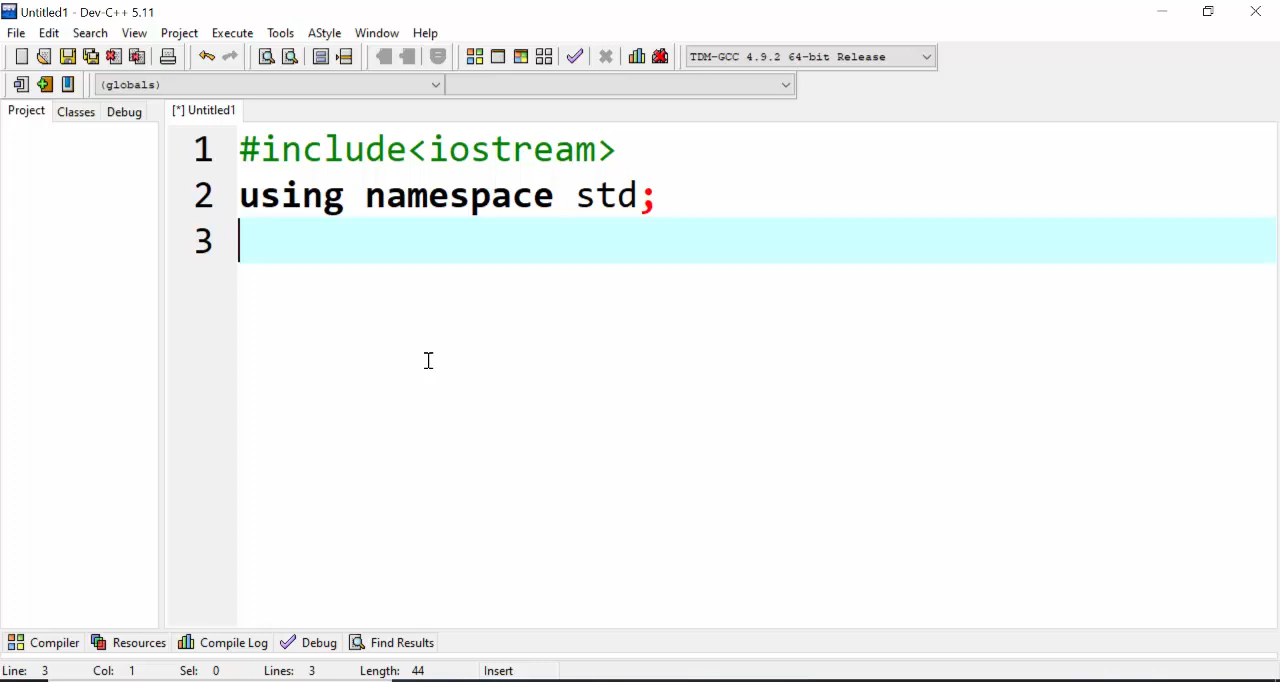 Untitled1 - Dev-C++ 5.11
File Edit Search View Project Execute Tools AStyle Window Help
TDM-GCC 4.9.2 64-bit Release
(globals)
Project Classes Debug [*] Untitled1
1 #include<iostream>
2 using namespace std;
3
Compiler Resources Compile Log Debug Find Results
Line: 3 Col: 1 Sel: 0 Lines: 3 Length: 44 Insert